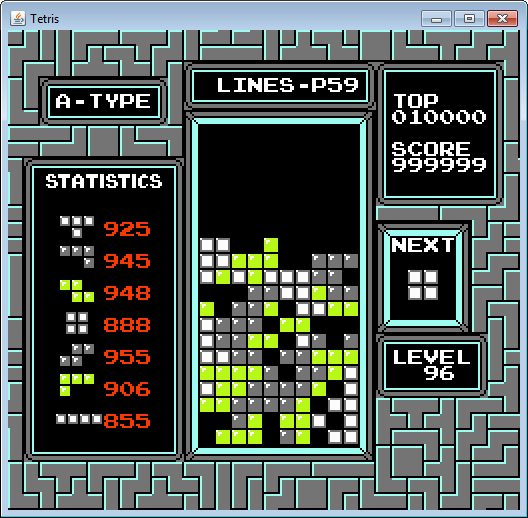 Tetris
A-TYPE
LINES-P59
TOP
010000
SCORE
999999
STATISTICS
925
945
948
888
955
906
855
NEXT
LEVEL
96